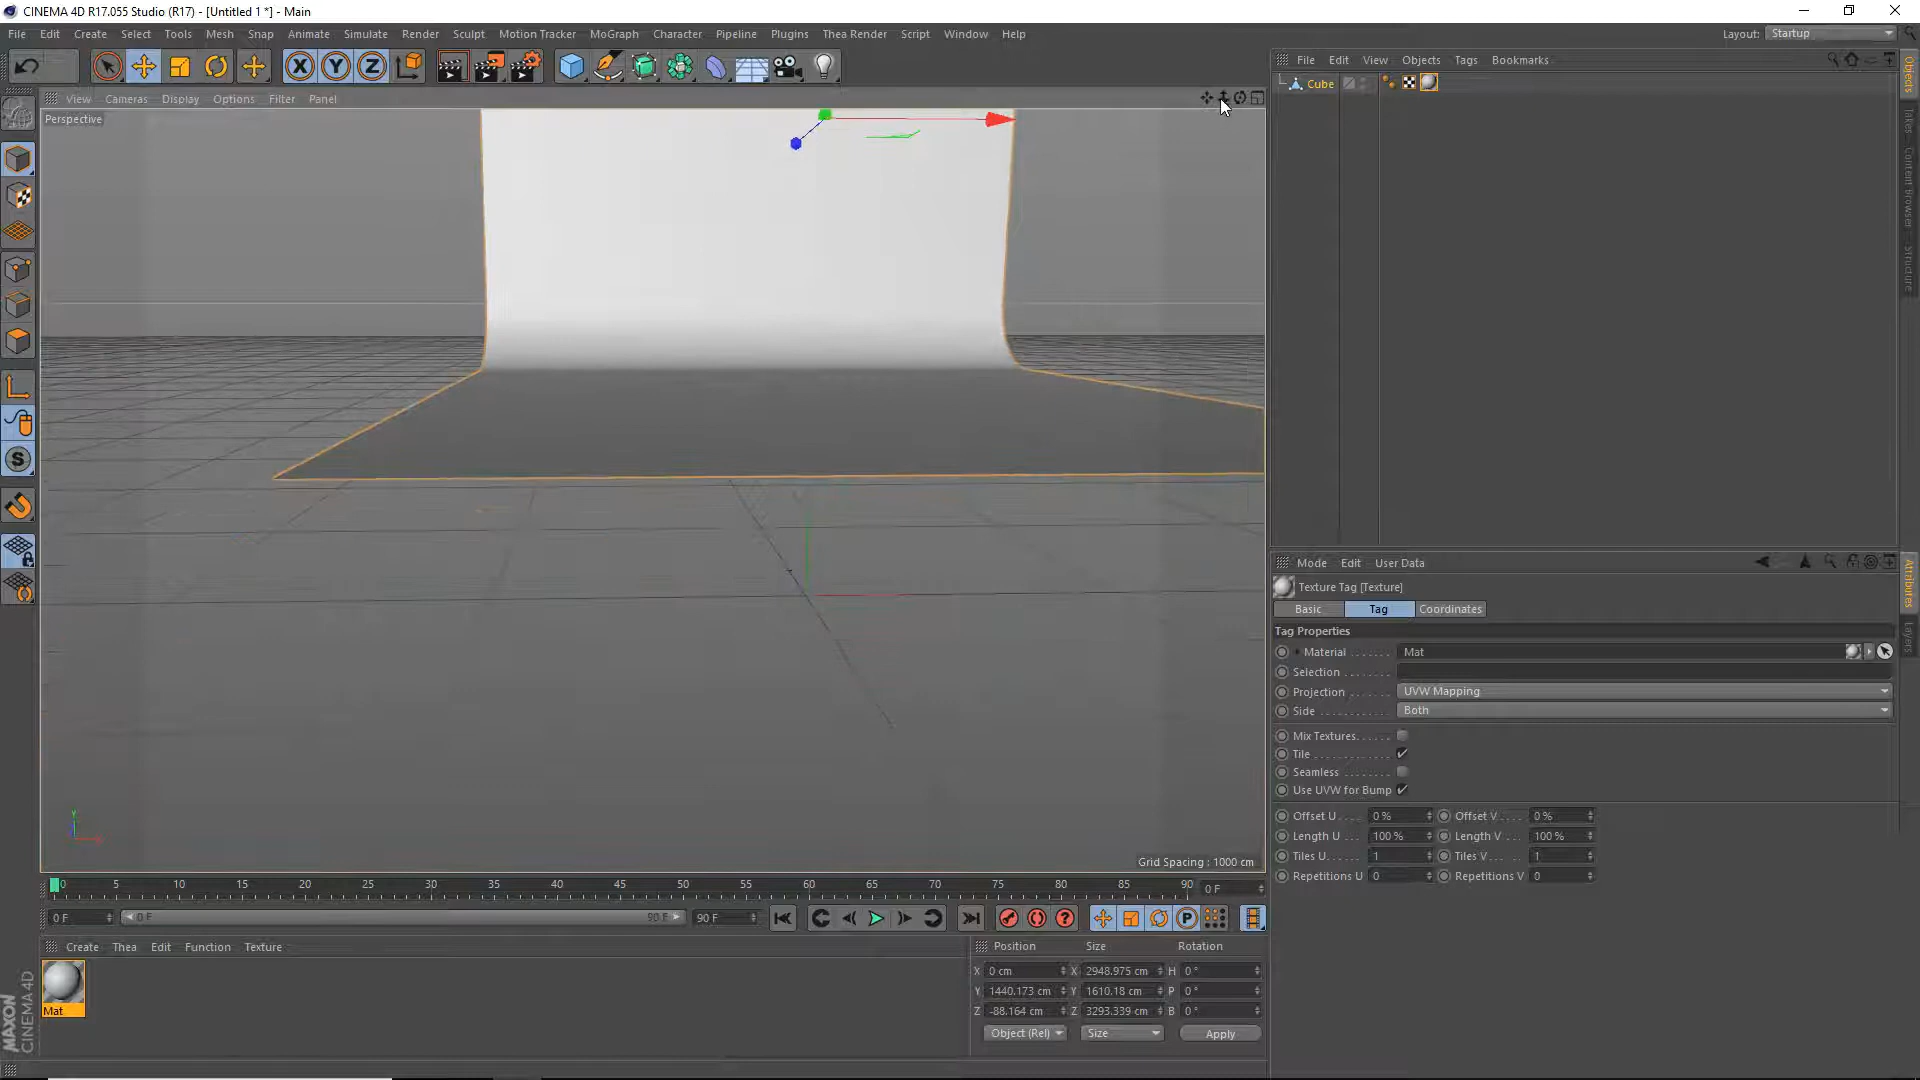 CINEMA 4D R17.055 Studio (R17) - [Untitled 1 *] - Main
File Edit Create Select Tools Mesh Snap Animate Simulate Render Sculpt Motion Tracker MoGraph Character Pipeline Plugins Thea Render Script Window Help Layout: Startup
X Y Z
File Edit View Objects Tags Bookmarks
View Cameras Display Options Filter Panel
Cube
Perspective
Objects
Takes
Content Browser
Structure
Mode Edit User Data
Texture Tag [Texture]
Basic Tag Coordinates
Tag Properties
Material Mat
Selection
Projection UVW Mapping
Side Both
Mix Textures
Tile
Seamless
Use UVW for Bump
Offset U 0 % Offset V 0 %
Length U 100 % Length V 100 %
Tiles U 1 Tiles V 1
Repetitions U 0 Repetitions V 0
Attributes
Layers
Y
Grid Spacing : 1000 cm
0 5 10 15 20 25 30 35 40 45 50 55 60 65 70 75 80 85 90 0 F
0 F 0 F 90 F 90 F
Create Thea Edit Function Texture
Mat
Position Size Rotation
X 0 cm X 2948.975 cm H 0 °
Y 1440.173 cm Y 1610.18 cm P 0 °
Z -88.164 cm Z 3293.339 cm B 0 °
Object (Rel) Size Apply
MAXON
CINEMA 4D